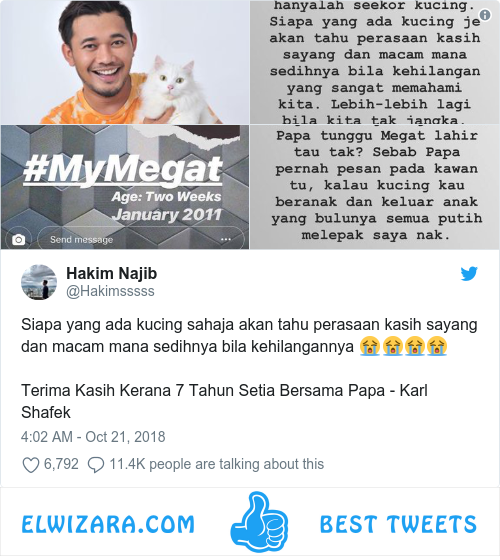 hanyalah seekor kucing.
Siapa yang ada kucing je
akan tahu perasaan kasih
sayang dan macam mana
sedihnya bila kehilangan
yang sangat memahami
kita. Lebih-lebih lagi
bila kita tak jangka.
#MyMegat
Age: Two Weeks
January 2011
Send message
Papa tunggu Megat lahir
tau tak? Sebab Papa
pernah pesan pada kawan
tu, kalau kucing kau
beranak dan keluar anak
yang bulunya semua putih
melepak saya nak.
Hakim Najib
@Hakimsssss
Siapa yang ada kucing sahaja akan tahu perasaan kasih sayang
dan macam mana sedihnya bila kehilangannya 😭😭😭😭
Terima Kasih Kerana 7 Tahun Setia Bersama Papa - Karl
Shafek
4:02 AM - Oct 21, 2018
6,792 11.4K people are talking about this
ELWIZARA.COM BEST TWEETS